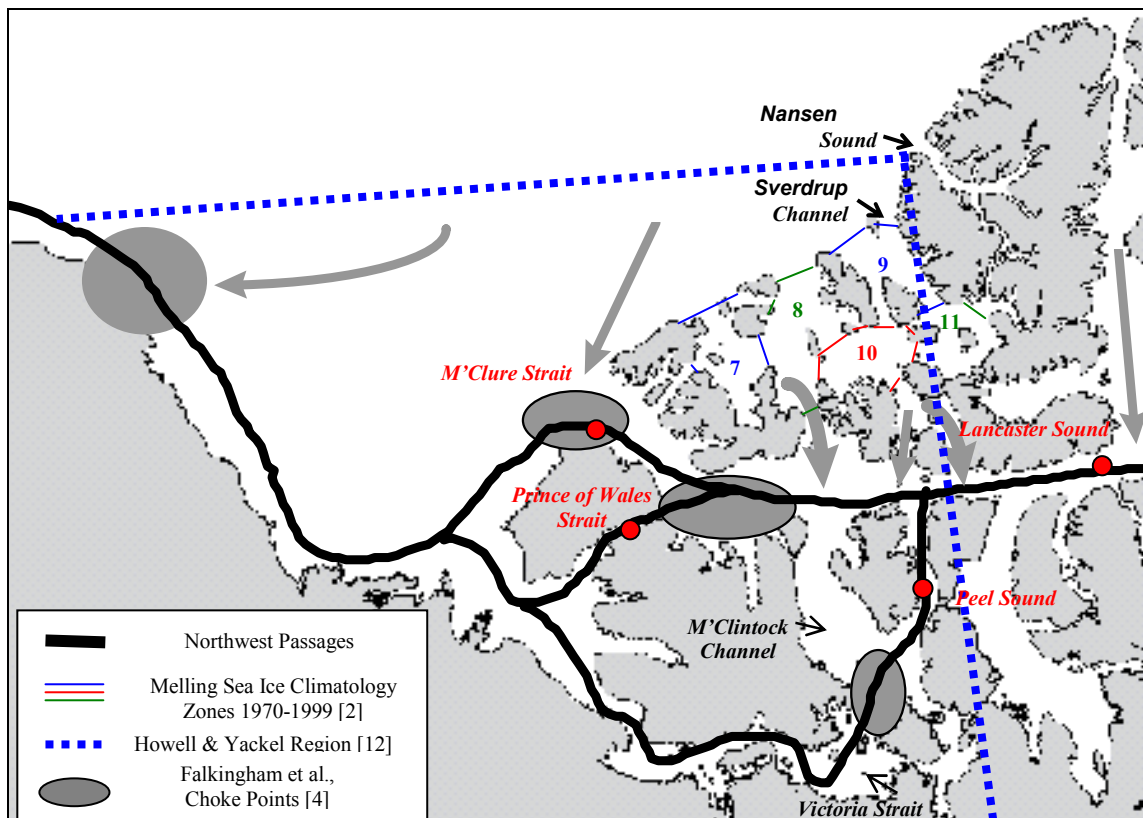 Nansen
Sound
Sverdrup
Channel
9
8
11
10
7
M'Clure Strait
Lancaster Sound
Prince of Wales
Strait
Peel Sound
M'Clintock
Channel
Victoria Strait
Northwest Passages
Melling Sea Ice Climatology
Zones 1970-1999 [2]
Howell & Yackel Region [12]
Falkingham et al.,
Choke Points [4]